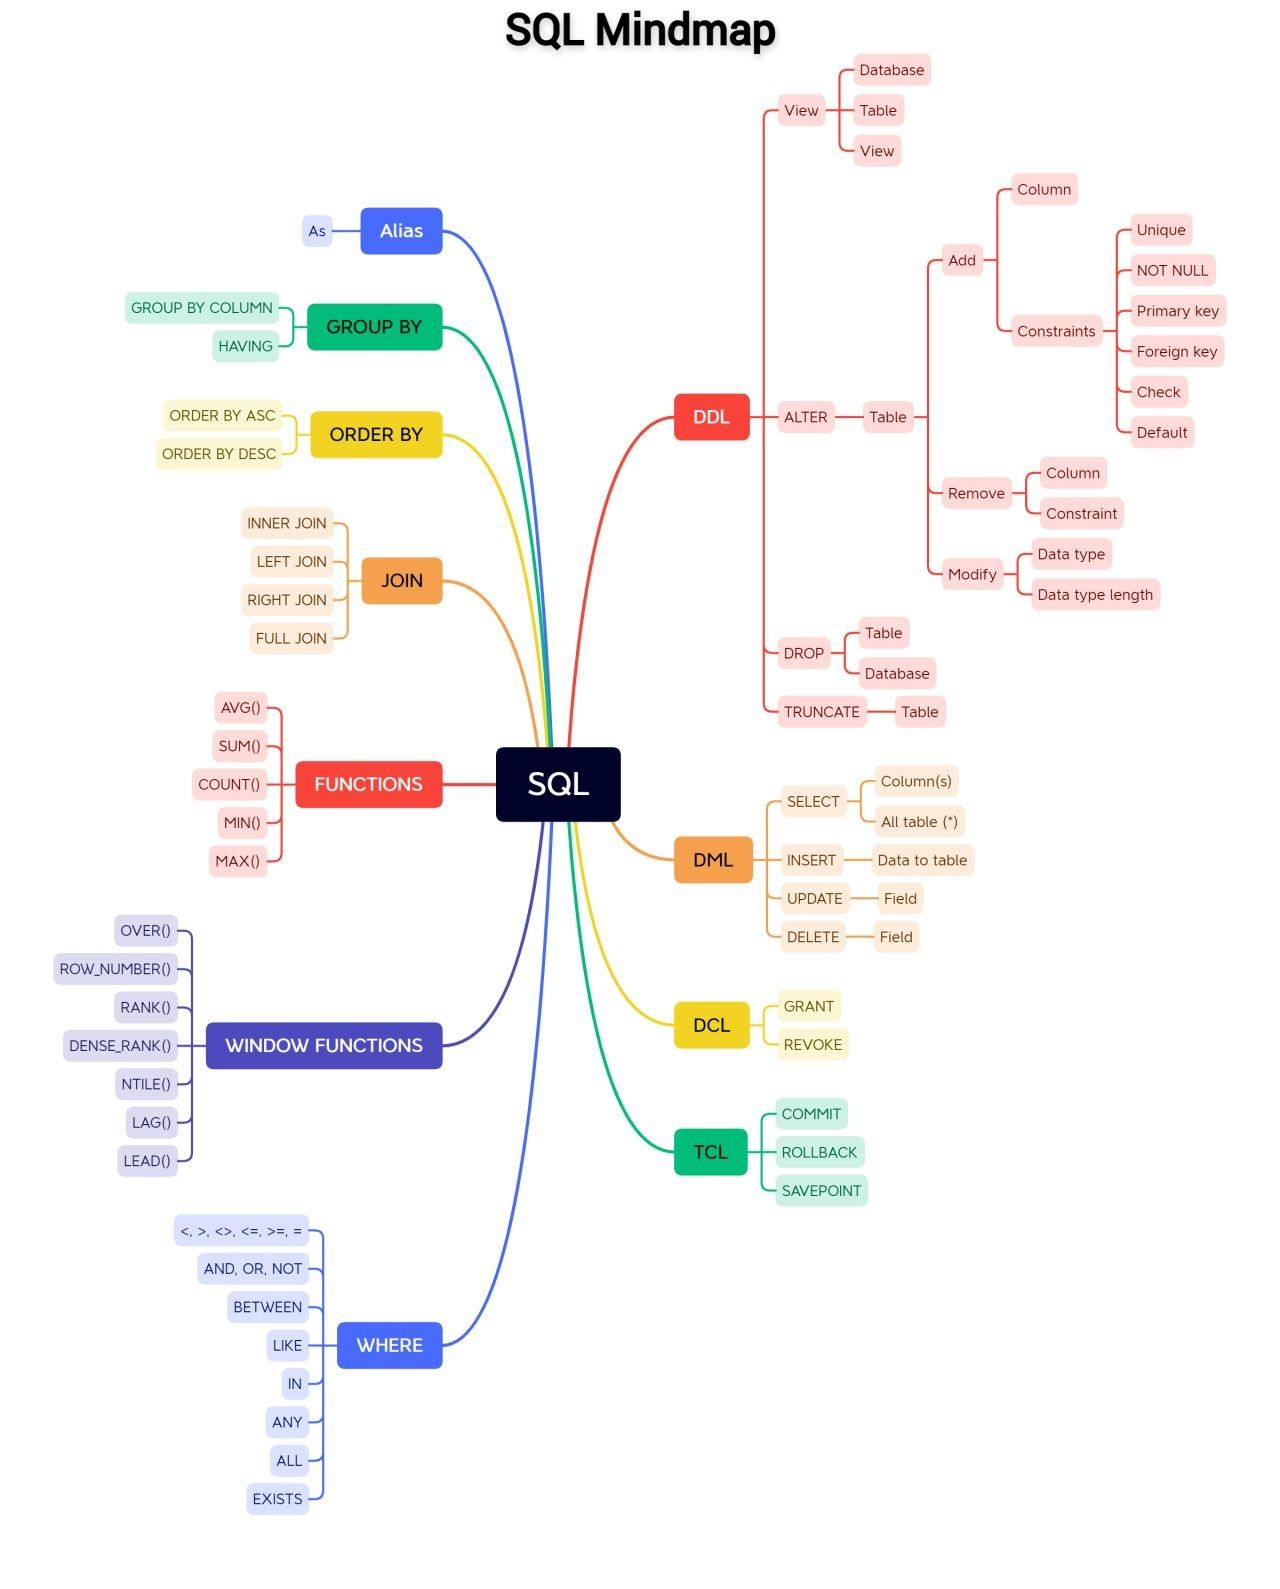 SQL Mindmap
SQL
Alias
As
GROUP BY
GROUP BY COLUMN
HAVING
ORDER BY
ORDER BY ASC
ORDER BY DESC
JOIN
INNER JOIN
LEFT JOIN
RIGHT JOIN
FULL JOIN
FUNCTIONS
AVG()
SUM()
COUNT()
MIN()
MAX()
WINDOW FUNCTIONS
OVER()
ROW_NUMBER()
RANK()
DENSE_RANK()
NTILE()
LAG()
LEAD()
WHERE
<, >, <>, <=, >=, =
AND, OR, NOT
BETWEEN
LIKE
IN
ANY
ALL
EXISTS
DDL
View
Database
Table
View
ALTER
Table
Add
Column
Constraints
Unique
NOT NULL
Primary key
Foreign key
Check
Default
Remove
Column
Constraint
Modify
Data type
Data type length
DROP
Table
Database
TRUNCATE
Table
DML
SELECT
Column(s)
All table (*)
INSERT
Data to table
UPDATE
Field
DELETE
Field
DCL
GRANT
REVOKE
TCL
COMMIT
ROLLBACK
SAVEPOINT